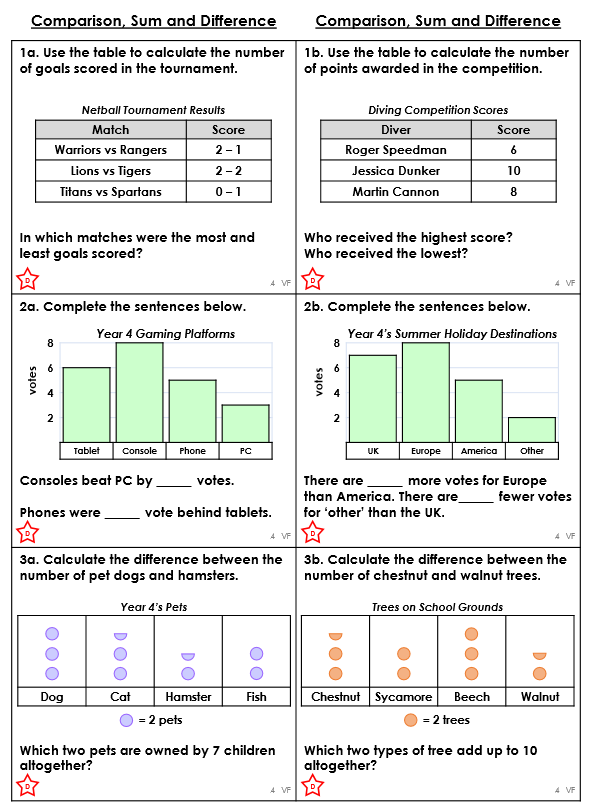 Comparison, Sum and Difference
Comparison, Sum and Difference
1a. Use the table to calculate the number
of goals scored in the tournament.
Netball Tournament Results
Match Score
Warriors vs Rangers 2 – 1
Lions vs Tigers 2 – 2
Titans vs Spartans 0 – 1
In which matches were the most and
least goals scored?
D
4 VF
1b. Use the table to calculate the number
of points awarded in the competition.
Diving Competition Scores
Diver Score
Roger Speedman 6
Jessica Dunker 10
Martin Cannon 8
Who received the highest score?
Who received the lowest?
D
4 VF
2a. Complete the sentences below.
Year 4 Gaming Platforms
votes
8
6
4
2
Tablet Console Phone PC
Consoles beat PC by _____ votes.
Phones were _____ vote behind tablets.
D
4 VF
2b. Complete the sentences below.
Year 4's Summer Holiday Destinations
votes
8
6
4
2
UK Europe America Other
There are _____ more votes for Europe
than America. There are_____ fewer votes
for ‘other’ than the UK.
D
4 VF
3a. Calculate the difference between the
number of pet dogs and hamsters.
Year 4’s Pets
Dog Cat Hamster Fish
= 2 pets
Which two pets are owned by 7 children
altogether?
D
4 VF
3b. Calculate the difference between the
number of chestnut and walnut trees.
Trees on School Grounds
Chestnut Sycamore Beech Walnut
= 2 trees
Which two types of tree add up to 10
altogether?
D
4 VF